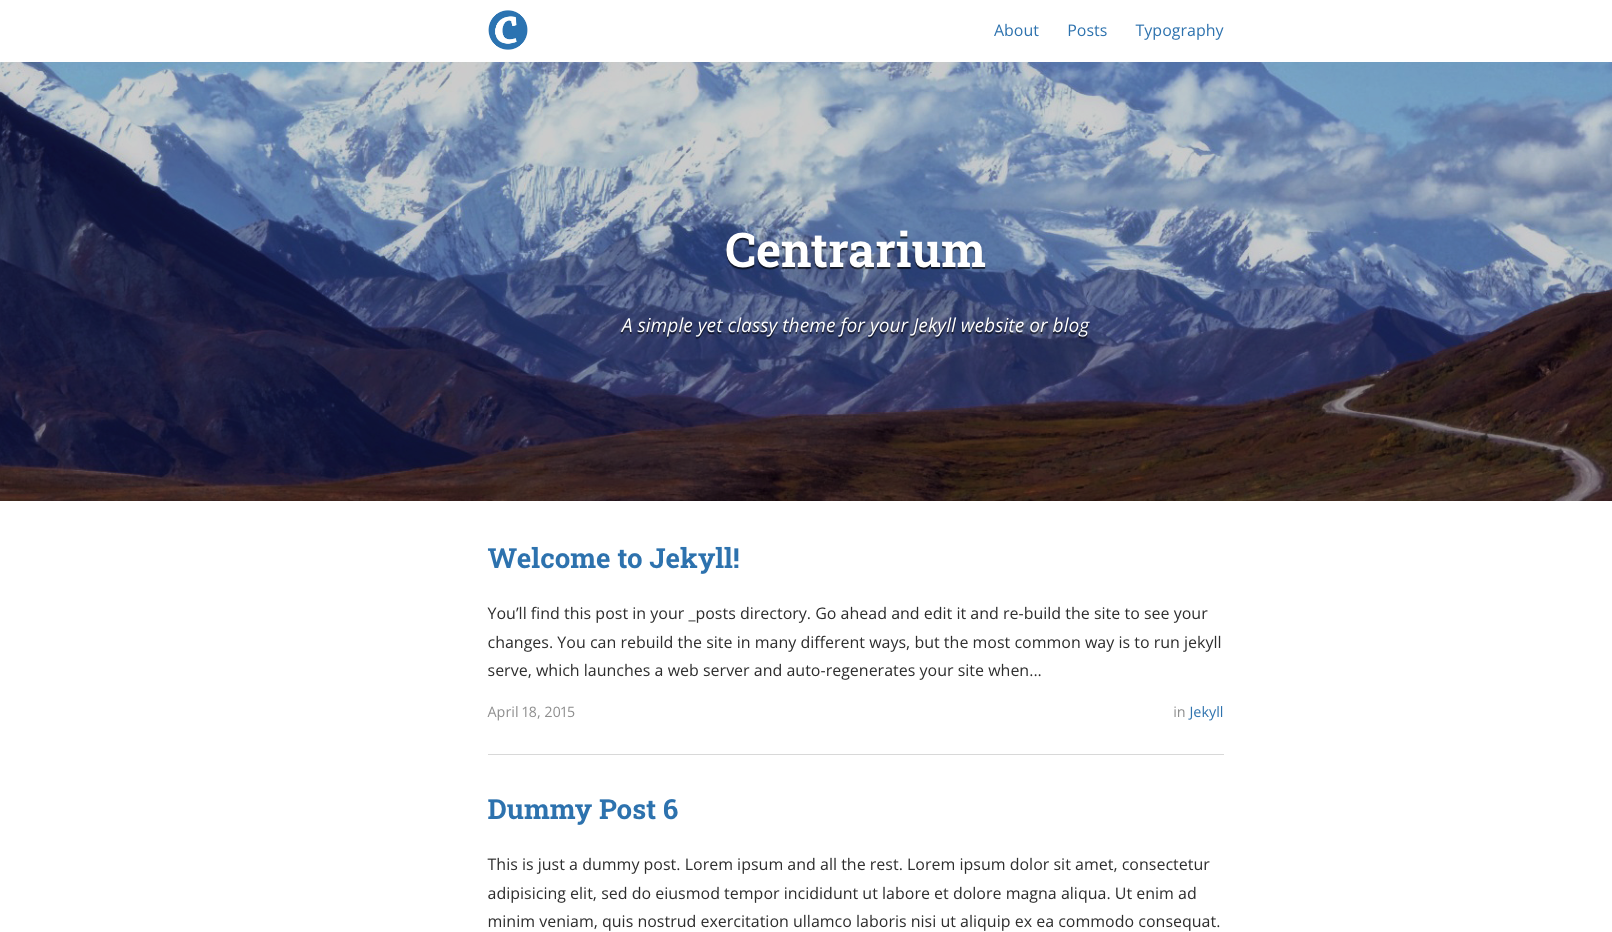 C
About Posts Typography
Centrarium
A simple yet classy theme for your Jekyll website or blog
Welcome to Jekyll!
You’ll find this post in your _posts directory. Go ahead and edit it and re-build the site to see your
changes. You can rebuild the site in many different ways, but the most common way is to run jekyll
serve, which launches a web server and auto-regenerates your site when...
April 18, 2015 in Jekyll
Dummy Post 6
This is just a dummy post. Lorem ipsum and all the rest. Lorem ipsum dolor sit amet, consectetur
adipisicing elit, sed do eiusmod tempor incididunt ut labore et dolore magna aliqua. Ut enim ad
minim veniam, quis nostrud exercitation ullamco laboris nisi ut aliquip ex ea commodo consequat.